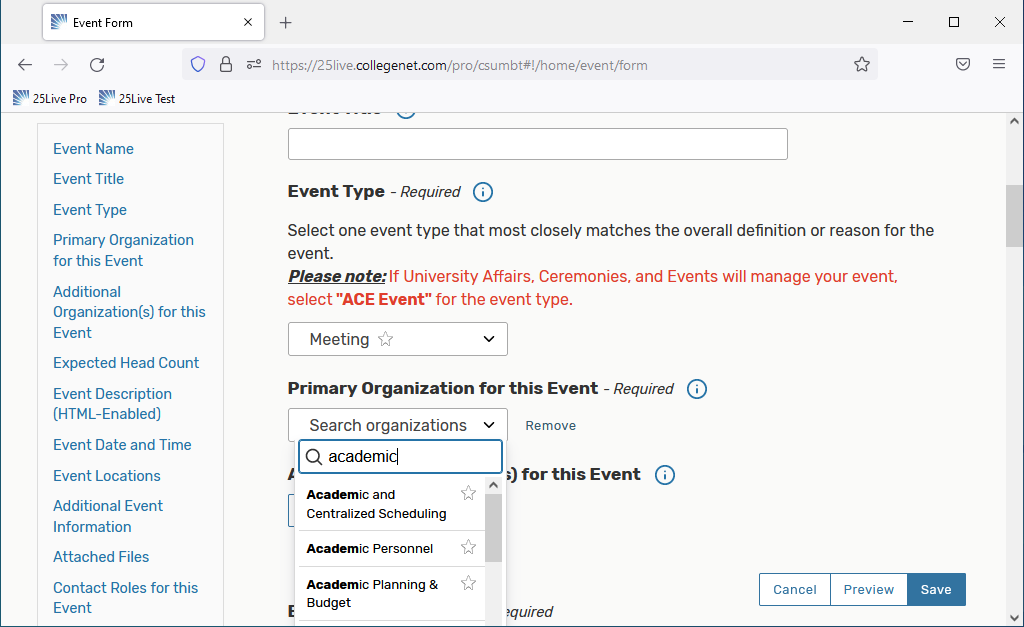 Event Form
https://25live.collegenet.com/pro/csumbt#!/home/event/form
25Live Pro
25Live Test
Event Name
Event Title
Event Type
Primary Organization
for this Event
Additional
Organization(s) for this
Event
Expected Head Count
Event Description
(HTML-Enabled)
Event Date and Time
Event Locations
Additional Event
Information
Attached Files
Contact Roles for this
Event
Event Title
Event Type - Required
Select one event type that most closely matches the overall definition or reason for the
event.
Please note: If University Affairs, Ceremonies, and Events will manage your event,
select "ACE Event" for the event type.
Meeting
Primary Organization for this Event - Required
Search organizations
Remove
academic
for this Event
Academic and
Centralized Scheduling
Academic Personnel
Academic Planning &
Budget
Cancel
Preview
Save